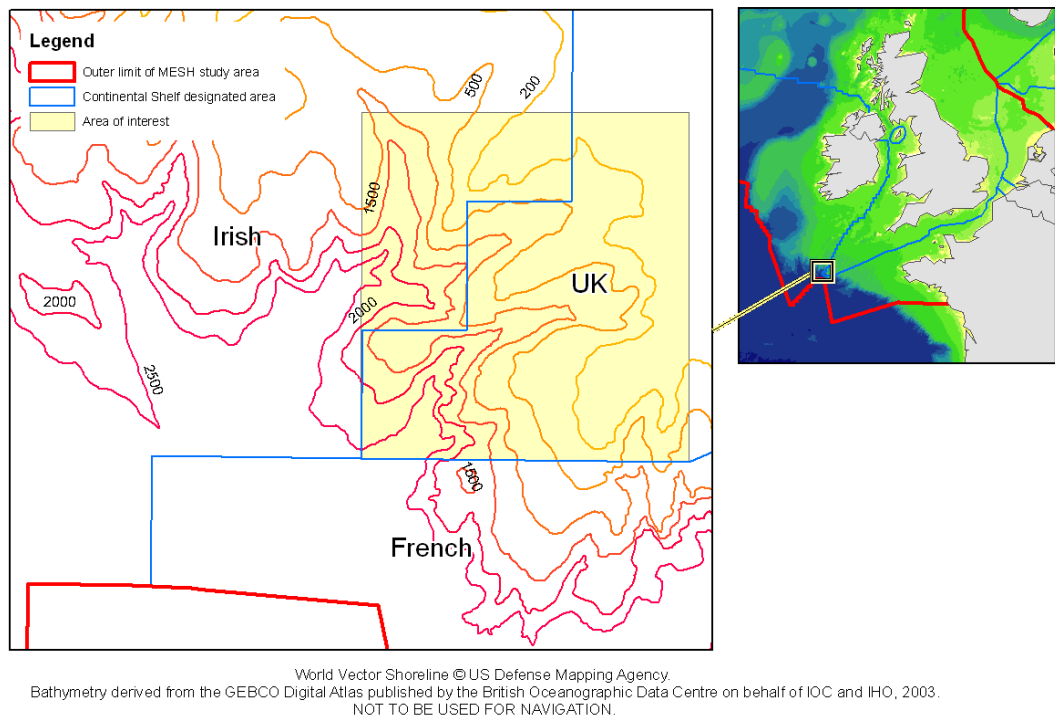 Legend
Outer limit of MESH study area
Continental Shelf designated area
Area of interest
500
200
1500
Irish
UK
2000
2000
2500
1500
French
World Vector Shoreline © US Defense Mapping Agency.
Bathymetry derived from the GEBCO Digital Atlas published by the British Oceanographic Data Centre on behalf of IOC and IHO, 2003.
NOT TO BE USED FOR NAVIGATION.